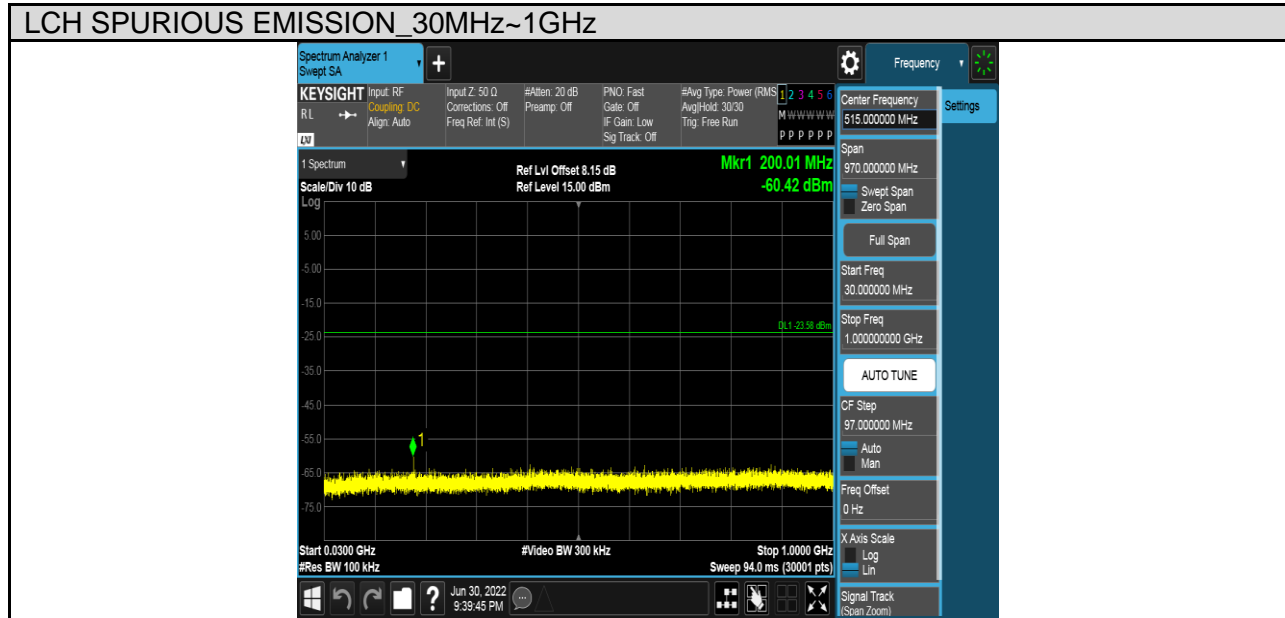 LCH SPURIOUS EMISSION_30MHz~1GHz
Spectrum Analyzer 1
Swept SA
+
Frequency
KEYSIGHT
RL
LXI
Input: RF
Coupling: DC
Align: Auto
Input Z: 50 Ω
Corrections: Off
Freq Ref: Int (S)
#Atten: 20 dB
Preamp: Off
PNO: Fast
Gate: Off
IF Gain: Low
Sig Track: Off
#Avg Type: Power (RMS
Avg|Hold: 30/30
Trig: Free Run
1 2 3 4 5 6
M W W W W W
P P P P P P
Center Frequency
515.000000 MHz
Settings
1 Spectrum
Scale/Div 10 dB
Log
Ref Lvl Offset 8.15 dB
Ref Level 15.00 dBm
Mkr1 200.01 MHz
-60.42 dBm
Span
970.000000 MHz
Swept Span
Zero Span
Full Span
Start Freq
30.000000 MHz
Stop Freq
1.000000000 GHz
AUTO TUNE
CF Step
97.000000 MHz
Auto
Man
Freq Offset
0 Hz
X Axis Scale
Log
Lin
Signal Track
(Span Zoom)
5.00
-5.00
-15.0
DL1 -23.56 dBm
-25.0
-35.0
-45.0
-55.0
1
-65.0
-75.0
Start 0.0300 GHz
#Video BW 300 kHz
Stop 1.0000 GHz
#Res BW 100 kHz
Sweep 94.0 ms (30001 pts)
?
Jun 30, 2022
9:39:45 PM